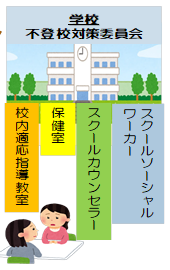 学校
不登校対策委員会
校内適応指導教室
保健室
スクールカウンセラー
スクールソーシャル
ワーカー